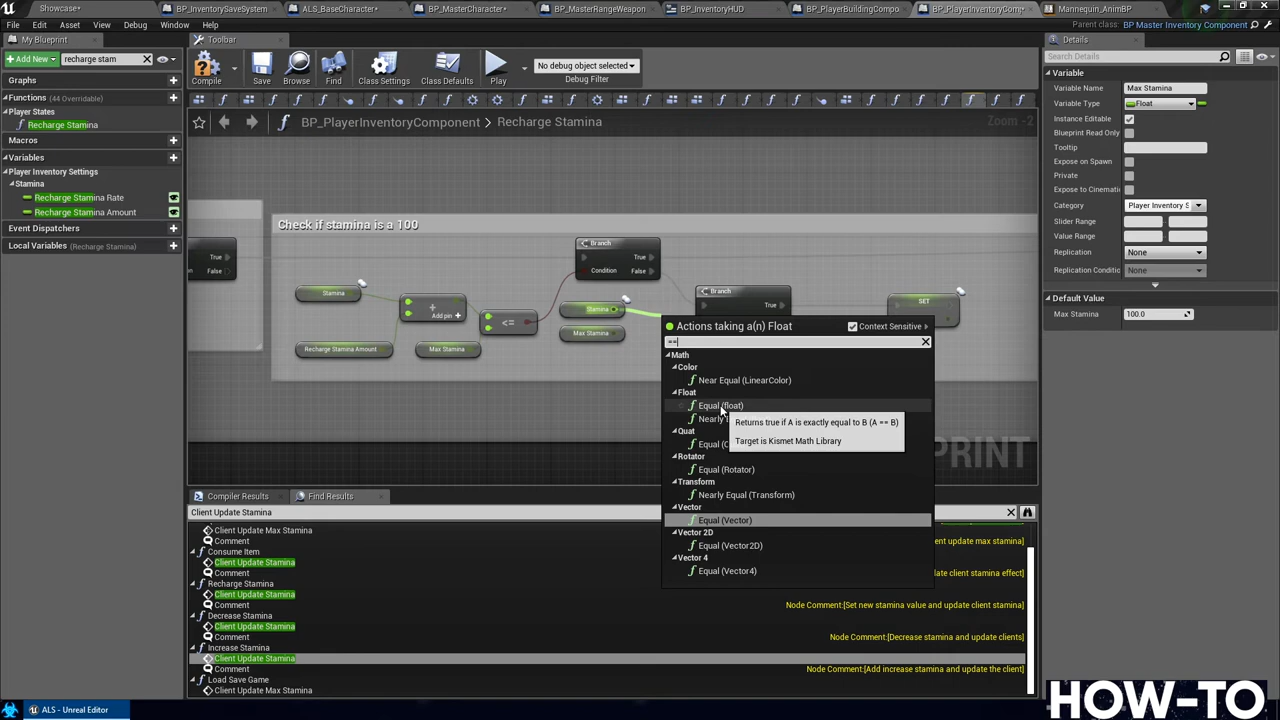 Showcase*
BP_InventorySaveSystem
ALS_BaseCharacter*
BP_MasterCharacter*
BP_MasterRangeWeapon*
BP_InventoryHUD
BP_PlayerBuildingCompo
BP_PlayerInventoryComp
Mannequin_AnimBP
File
Edit
Asset
View
Debug
Window
Help
Parent class: BP Master Inventory Component
My Blueprint
Toolbar
Details
+ Add New
recharge stam
Compile
Save
Browse
Find
Class Settings
Class Defaults
Play
No debug object selected
Debug Filter
Search Details
Graphs
Functions (44 Overridable)
Player States
Recharge Stamina
Macros
Variables
Player Inventory Settings
Stamina
Recharge Stamina Rate
Recharge Stamina Amount
Event Dispatchers
Local Variables (Recharge Stamina)
BP_PlayerInventoryComponent > Recharge Stamina
Zoom -2
True
False
Check if stamina is a 100
Stamina
Recharge Stamina Amount
+
Add pin +
Max Stamina
<=
Branch
True
Condition
False
Stamina
Max Stamina
Branch
True
SET
Actions taking a(n) Float
Context Sensitive
==
Math
Color
Near Equal (LinearColor)
Float
Equal (float)
Returns true if A is exactly equal to B (A == B)
Target is Kismet Math Library
Quat
Rotator
Equal (Rotator)
Transform
Nearly Equal (Transform)
Vector
Equal (Vector)
Vector 2D
Equal (Vector2D)
Vector 4
Equal (Vector4)
Variable
Variable Name
Max Stamina
Variable Type
Float
Instance Editable
Blueprint Read Only
Tooltip
Expose on Spawn
Private
Expose to Cinemati
Category
Player Inventory S
Slider Range
Value Range
Replication
None
Replication Conditic
None
Default Value
Max Stamina
100.0
Compiler Results
Find Results
Client Update Stamina
Client Update Max Stamina
Comment
client update max stamina]
Consume Item
Client Update Stamina
Comment
date client stamina effect]
Recharge Stamina
Client Update Stamina
Comment
Node Comment:[Set new stamina value and update client stamina]
Decrease Stamina
Client Update Stamina
Comment
Node Comment:[Decrease stamina and update clients]
Increase Stamina
Client Update Stamina
Comment
Node Comment:[Add increase stamina and update the client]
Load Save Game
Client Update Max Stamina
ALS - Unreal Editor
HOW-TO